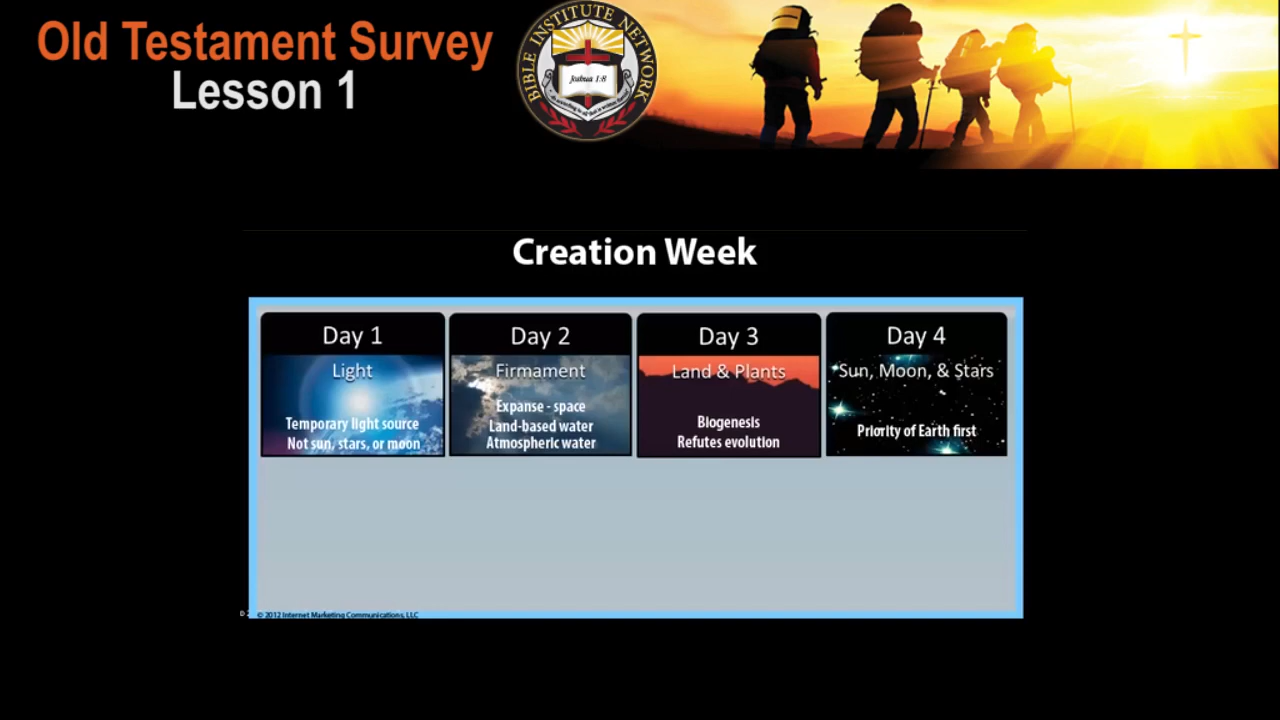 Old Testament Survey
Lesson 1
BIBLE INSTITUTE NETWORK
Joshua 1:8
Creation Week
Day 1
Light
Temporary light source
Not sun, stars, or moon
Day 2
Firmament
Expanse - space
Land-based water
Atmospheric water
Day 3
Land & Plants
Biogenesis
Refutes evolution
Day 4
Sun, Moon, & Stars
Priority of Earth first
© 2012 Internet Marketing Communications, LLC